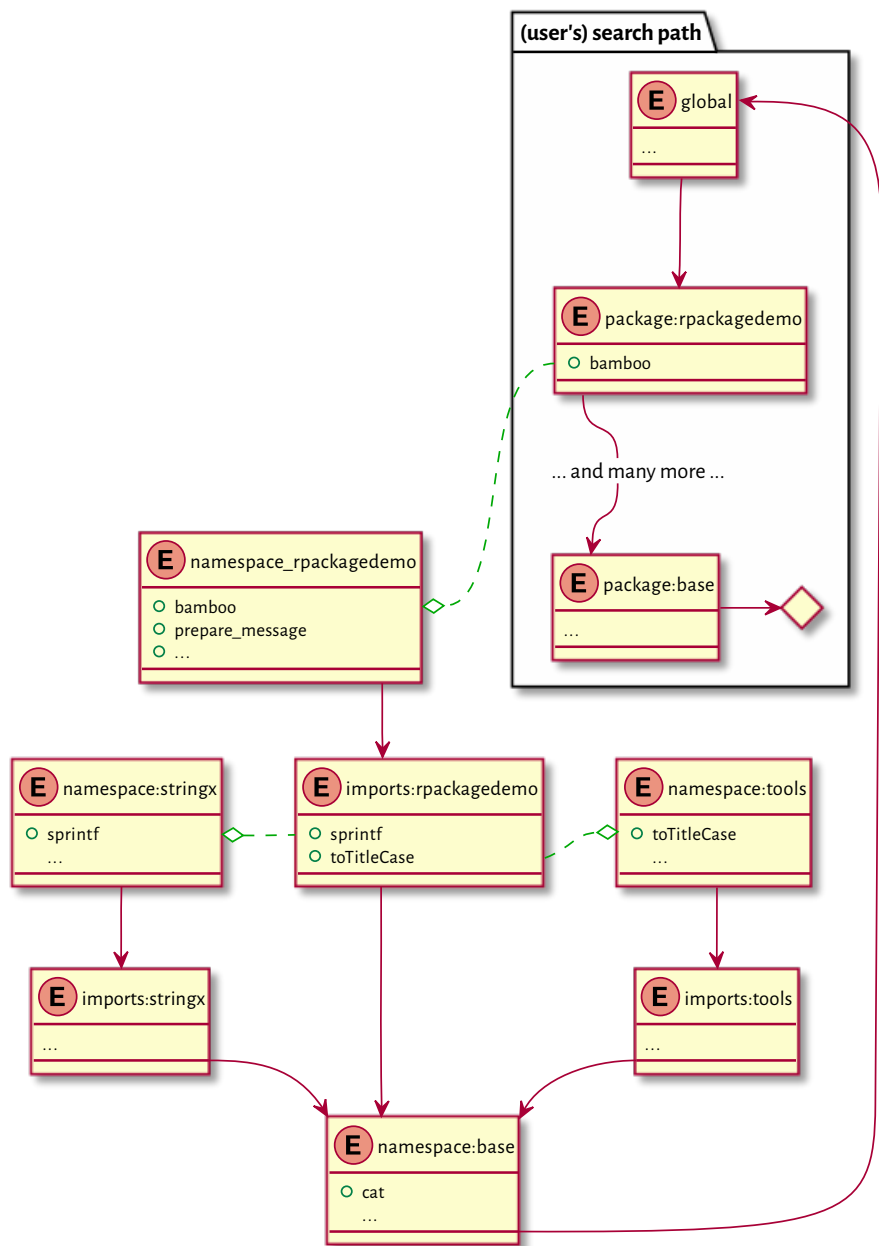 (user's) search path
E global
...
E package:rpackagedemo
bamboo
... and many more ...
E package:base
...
E namespace_rpackagedemo
bamboo
prepare_message
...
E namespace:stringx
sprintf
...
E imports:rpackagedemo
sprintf
toTitleCase
E namespace:tools
toTitleCase
...
E imports:stringx
...
E imports:tools
...
E namespace:base
cat
...